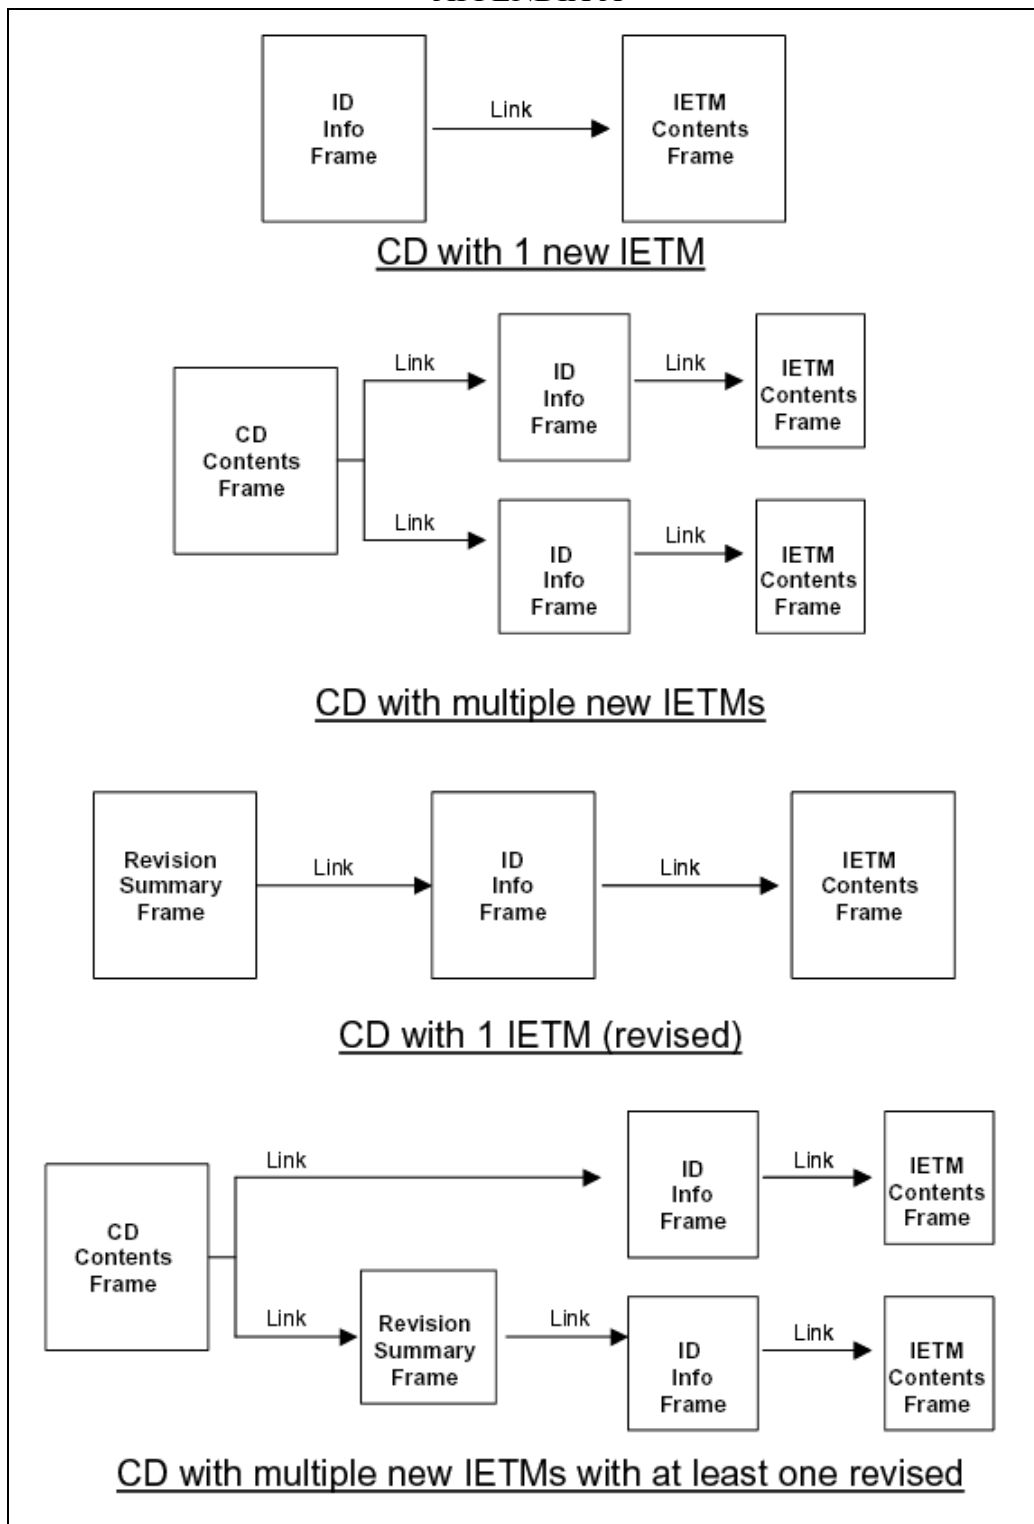 ID
Info
Frame
Link
IETM
Contents
Frame
CD with 1 new IETM
CD
Contents
Frame
Link
ID
Info
Frame
Link
IETM
Contents
Frame
Link
ID
Info
Frame
Link
IETM
Contents
Frame
CD with multiple new IETMs
Revision
Summary
Frame
Link
ID
Info
Frame
Link
IETM
Contents
Frame
CD with 1 IETM (revised)
CD
Contents
Frame
Link
ID
Info
Frame
Link
IETM
Contents
Frame
Link
Revision
Summary
Frame
Link
ID
Info
Frame
Link
IETM
Contents
Frame
CD with multiple new IETMs with at least one revised